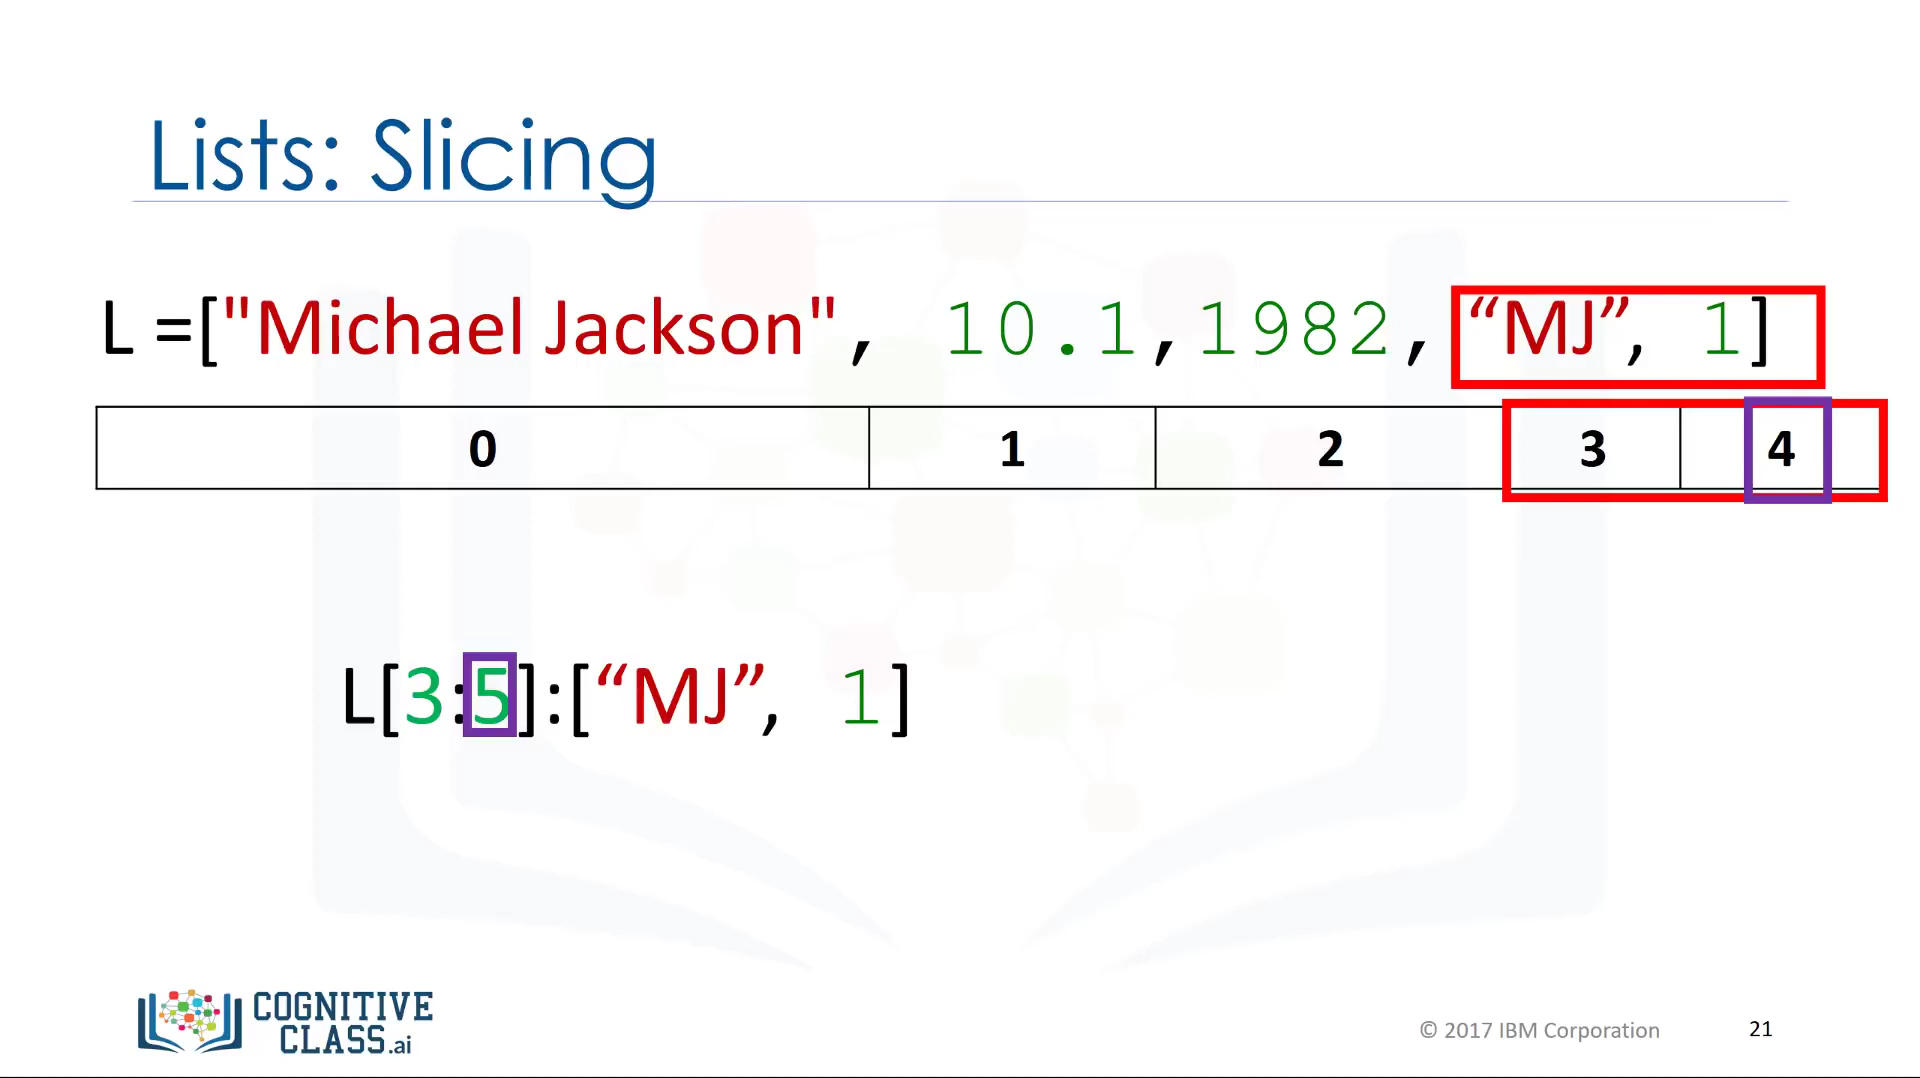 Lists: Slicing
L =["Michael Jackson" , 10.1,1982, “MJ”, 1]
0 1 2 3 4
L[3:5]:[“MJ”, 1]
COGNITIVE
CLASS.ai
© 2017 IBM Corporation 21